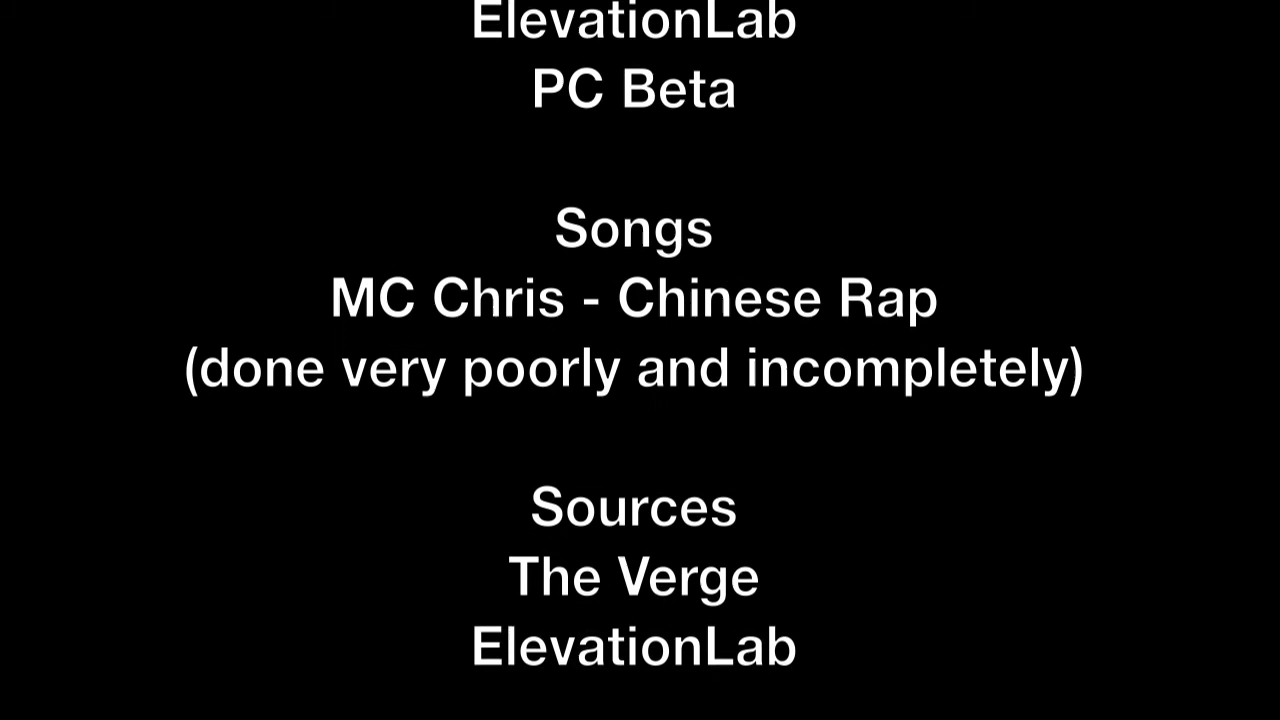 ElevationLab
PC Beta
Songs
MC Chris - Chinese Rap
(done very poorly and incompletely)
Sources
The Verge
ElevationLab